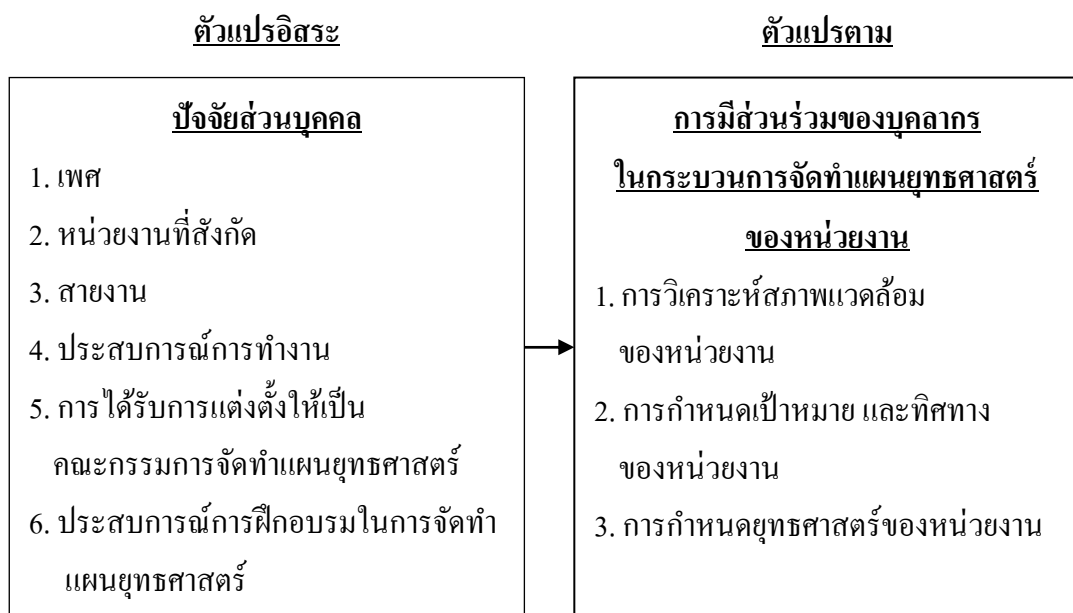 ตัวแปรอิสระ
ปัจจัยส่วนบุคคล
1. เพศ
2. หน่วยงานที่สังกัด
3. สายงาน
4. ประสบการณ์การทำงาน
5. การได้รับการแต่งตั้งให้เป็น
คณะกรรมการจัดทำแผนยุทธศาสตร์
6. ประสบการณ์การฝึกอบรมในการจัดทำ
แผนยุทธศาสตร์
ตัวแปรตาม
การมีส่วนร่วมของบุคลากร
ในกระบวนการจัดทำแผนยุทธศาสตร์
ของหน่วยงาน
1. การวิเคราะห์สภาพแวดล้อม
ของหน่วยงาน
2. การกำหนดเป้าหมาย และทิศทาง
ของหน่วยงาน
3. การกำหนดยุทธศาสตร์ของหน่วยงาน